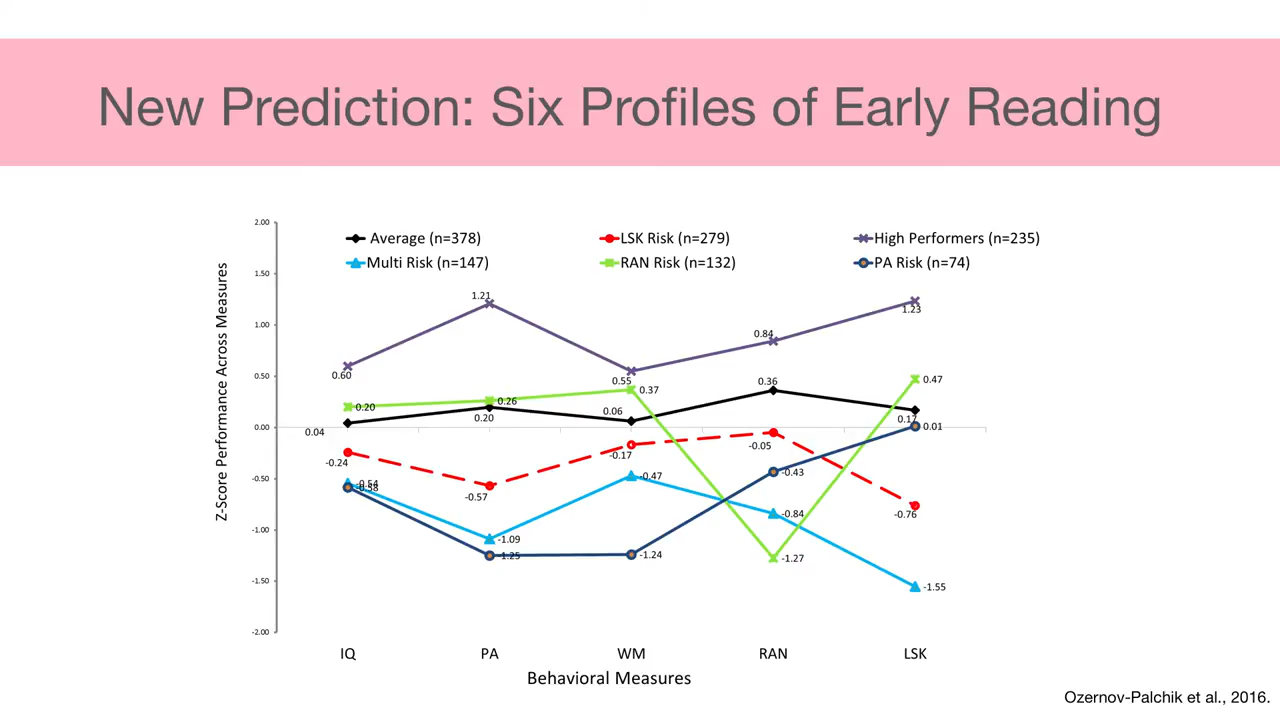 New Prediction: Six Profiles of Early Reading
Average (n=378)
LSK Risk (n=279)
High Performers (n=235)
Multi Risk (n=147)
RAN Risk (n=132)
PA Risk (n=74)
Z-Score Performance Across Measures
2.00
1.50
1.00
0.50
0.00
-0.50
-1.00
-1.50
-2.00
0.60
1.21
0.55
0.84
1.23
0.20
0.26
0.37
-1.27
0.47
0.04
0.20
0.06
0.36
0.17
-0.24
-0.57
-0.17
-0.05
-0.76
-0.54
-1.09
-0.47
-0.84
-1.55
-0.58
-1.25
-1.24
-0.43
0.01
IQ
PA
WM
RAN
LSK
Behavioral Measures
Ozernov-Palchik et al., 2016.